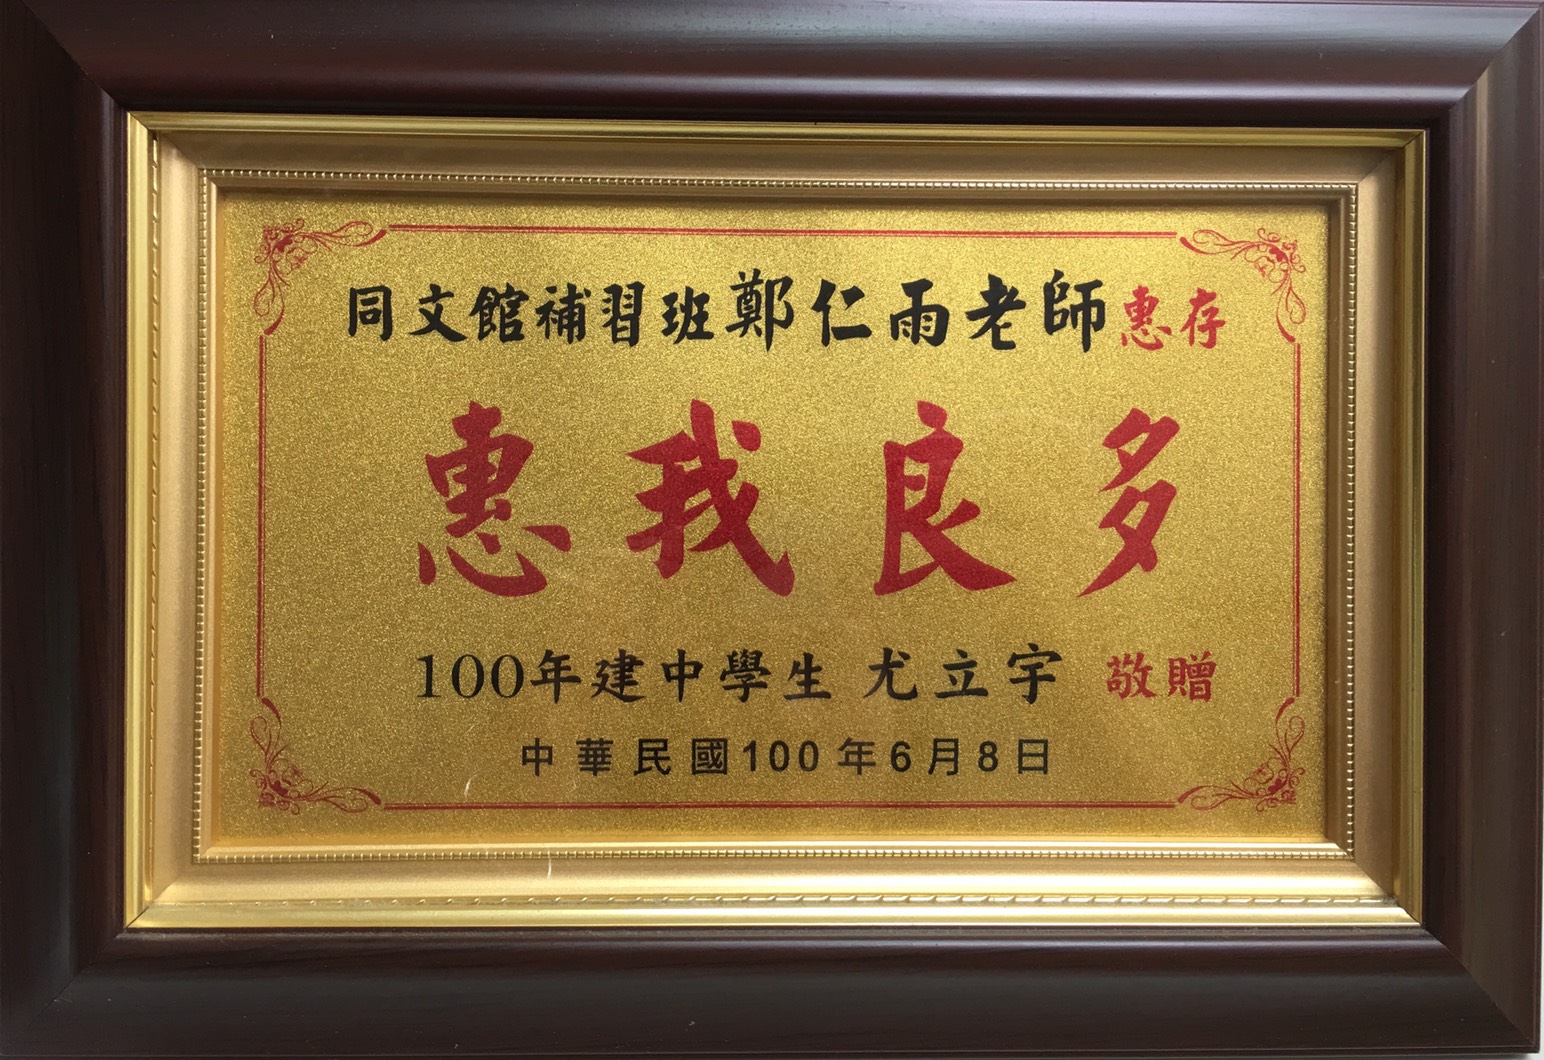 同文館補習班鄭仁雨老師惠存
惠我良多
100年建中學生 尤立宇 敬贈
中華民國100年6月8日